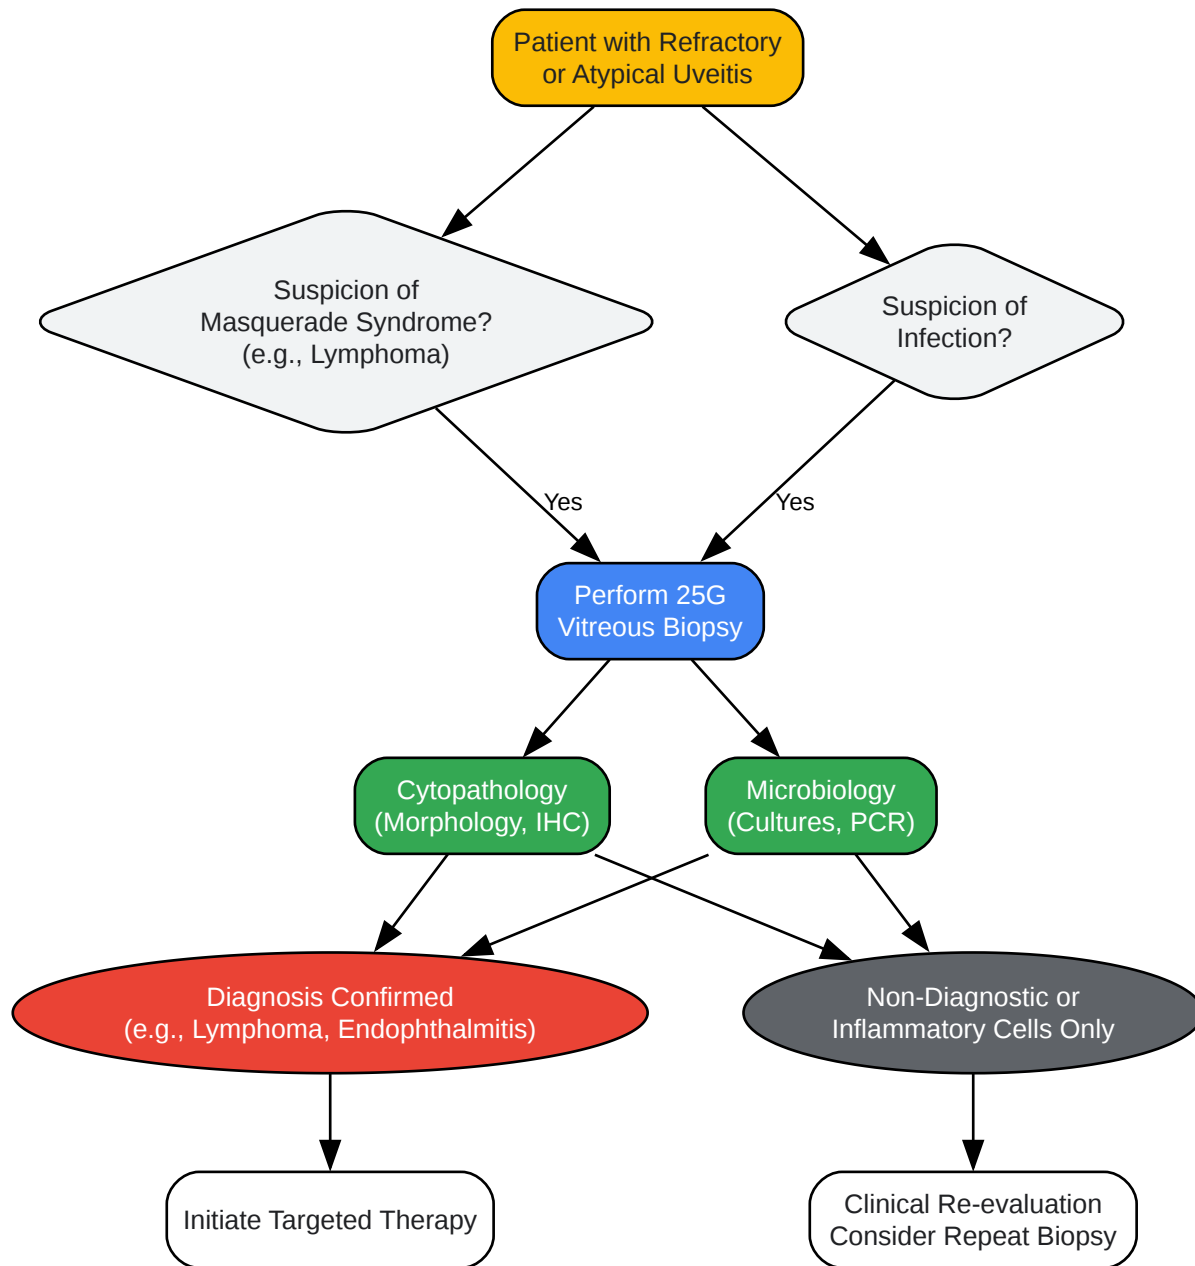 Patient with Refractory
or Atypical Uveitis
Suspicion of
Masquerade Syndrome?
(e.g., Lymphoma)
Suspicion of
Infection?
Yes
Yes
Perform 25G
Vitreous Biopsy
Cytopathology
(Morphology, IHC)
Microbiology
(Cultures, PCR)
Diagnosis Confirmed
(e.g., Lymphoma, Endophthalmitis)
Non-Diagnostic or
Inflammatory Cells Only
Initiate Targeted Therapy
Clinical Re-evaluation
Consider Repeat Biopsy